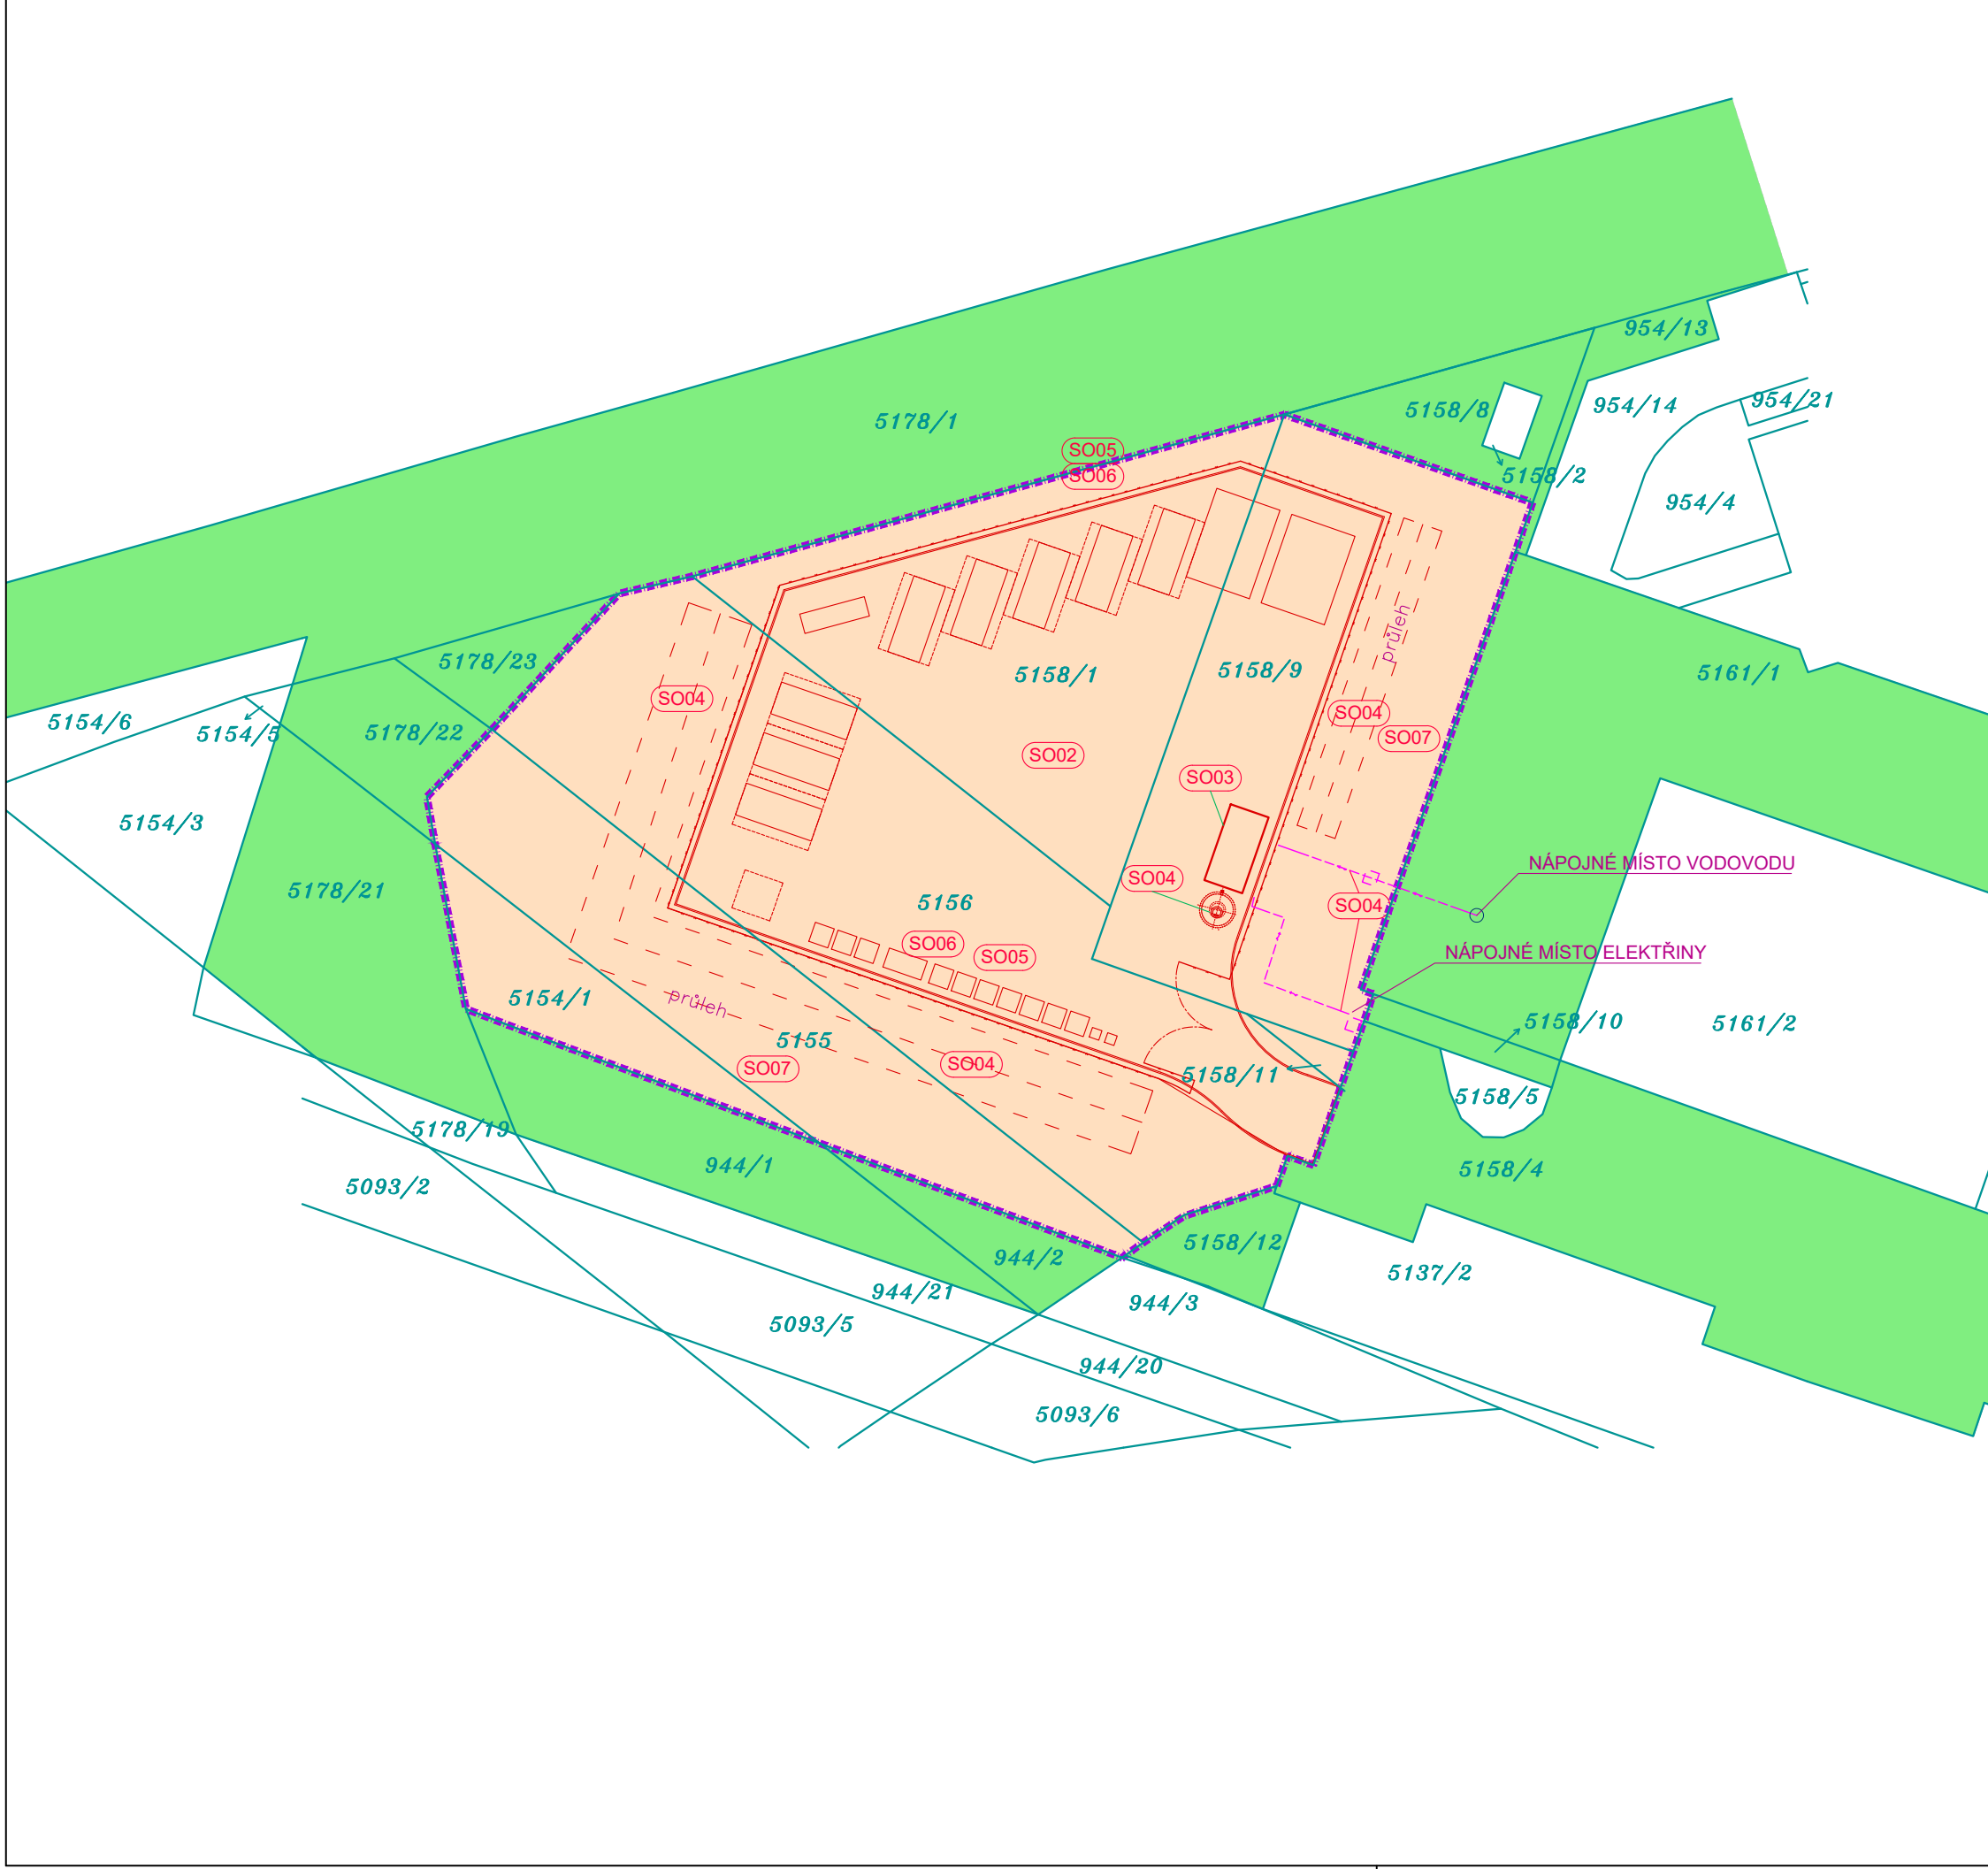 954/13
954/21
954/14
5158/8
5178/1
SO05
SO06
5158/2
954/4
průleh
5178/23
5158/1
5158/9
5161/1
SO04
SO04
5154/6
5154/5
5178/22
SO07
SO02
SO03
5154/3
NÁPOJNÉ MÍSTO VODOVODU
SO04
5178/21
5156
SO04
SO06
SO05
NÁPOJNÉ MÍSTO ELEKTŘINY
5154/1
průleh
5158/10
5161/2
5155
SO04
SO07
5158/11
5158/5
5178/19
944/1
5158/4
5093/2
5158/12
944/2
5137/2
944/21
944/3
5093/5
944/20
5093/6